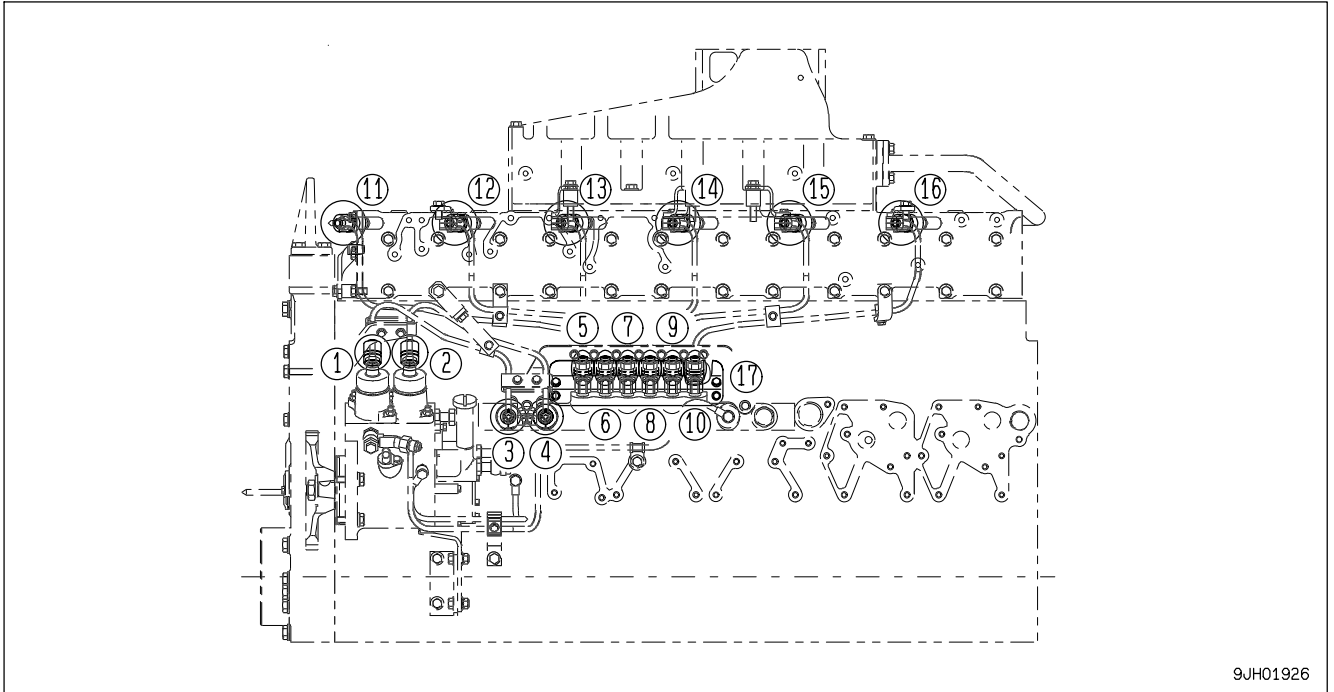 ⑪ ⑫ ⑬ ⑭ ⑮ ⑯
⑤ ⑦ ⑨
① ② ⑰
⑥ ⑧ ⑩
③ ④
9JH01926